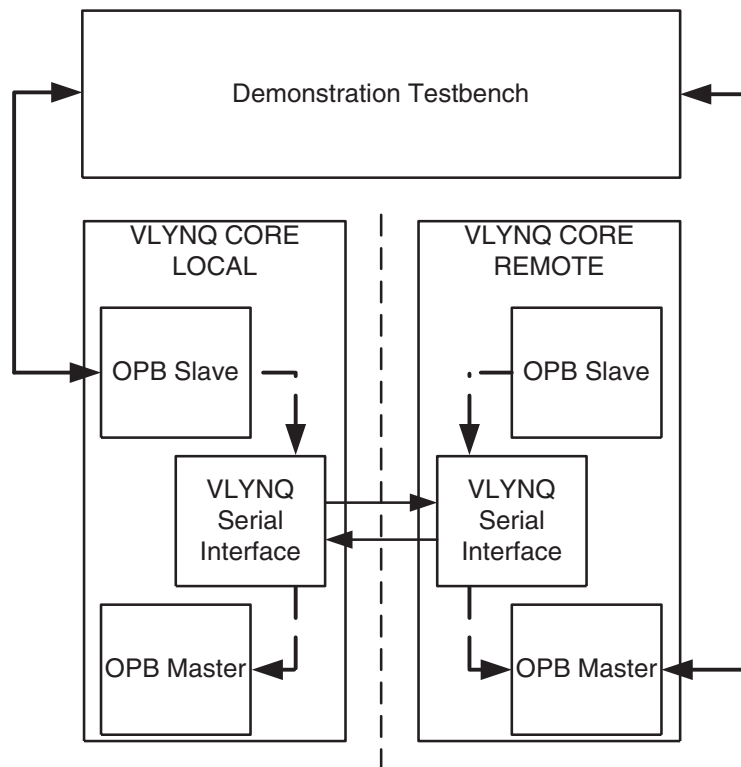 Demonstration Testbench
VLYNQ CORE
LOCAL
OPB Slave
VLYNQ
Serial
Interface
OPB Master
VLYNQ CORE
REMOTE
OPB Slave
VLYNQ
Serial
Interface
OPB Master